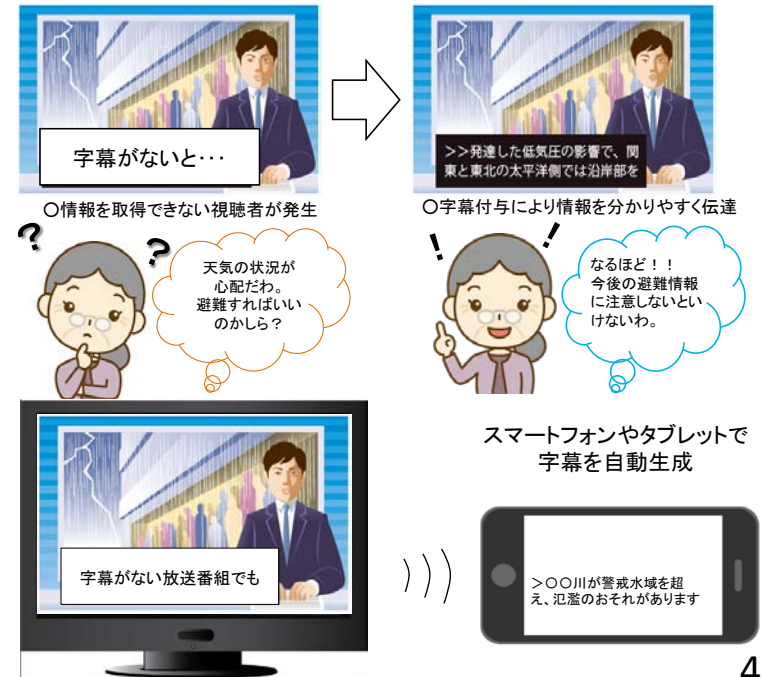 字幕がないと・・・
>>発達した低気圧の影響で、関
東と東北の太平洋側では沿岸部を
○情報を取得できない視聴者が発生
○字幕付与により情報を分かりやすく伝達
? ?
天気の状況が
心配だわ。
避難すればいい
のかしら?
! !
なるほど!!
今後の避難情報
に注意しないとい
けないわ。
字幕がない放送番組でも
スマートフォンやタブレットで
字幕を自動生成
>○○川が警戒水域を超
え、氾濫のおそれがあります
4